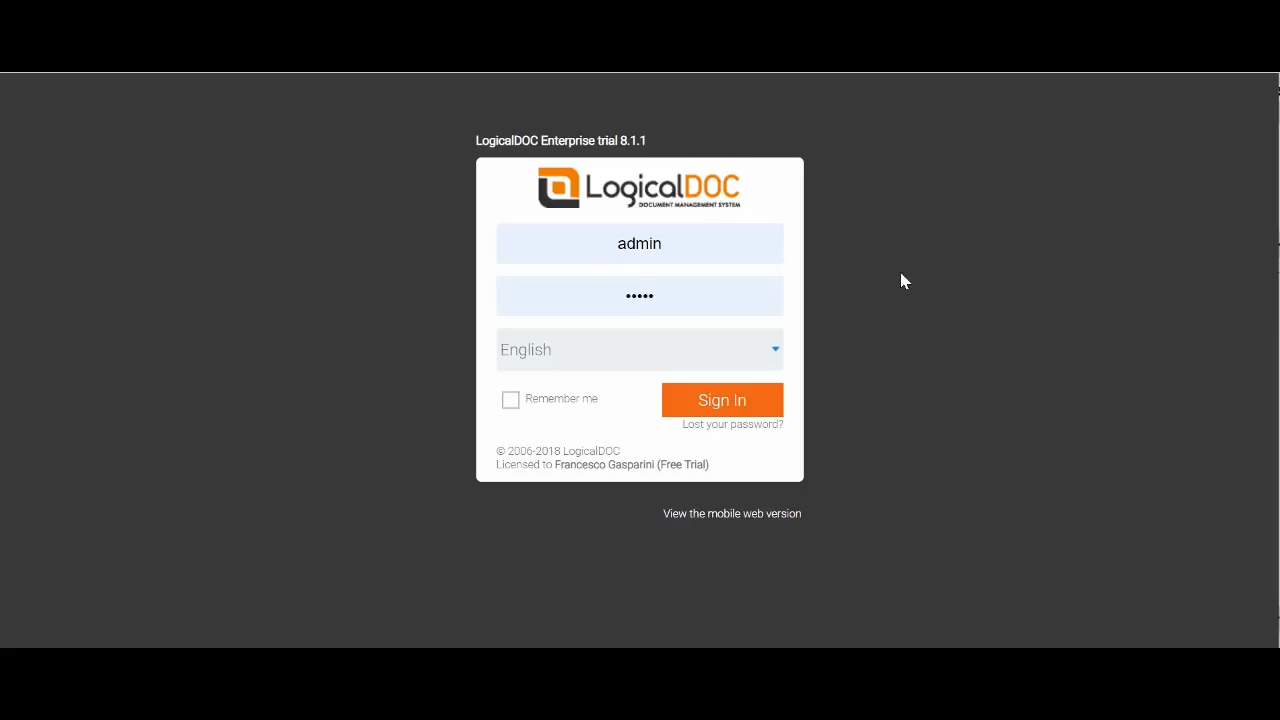 LogicalDOC Enterprise trial 8.1.1
LogicalDOC
DOCUMENT MANAGEMENT SYSTEM
admin
•••••
English
Remember me
Sign In
Lost your password?
© 2006-2018 LogicalDOC
Licensed to Francesco Gasparini (Free Trial)
View the mobile web version